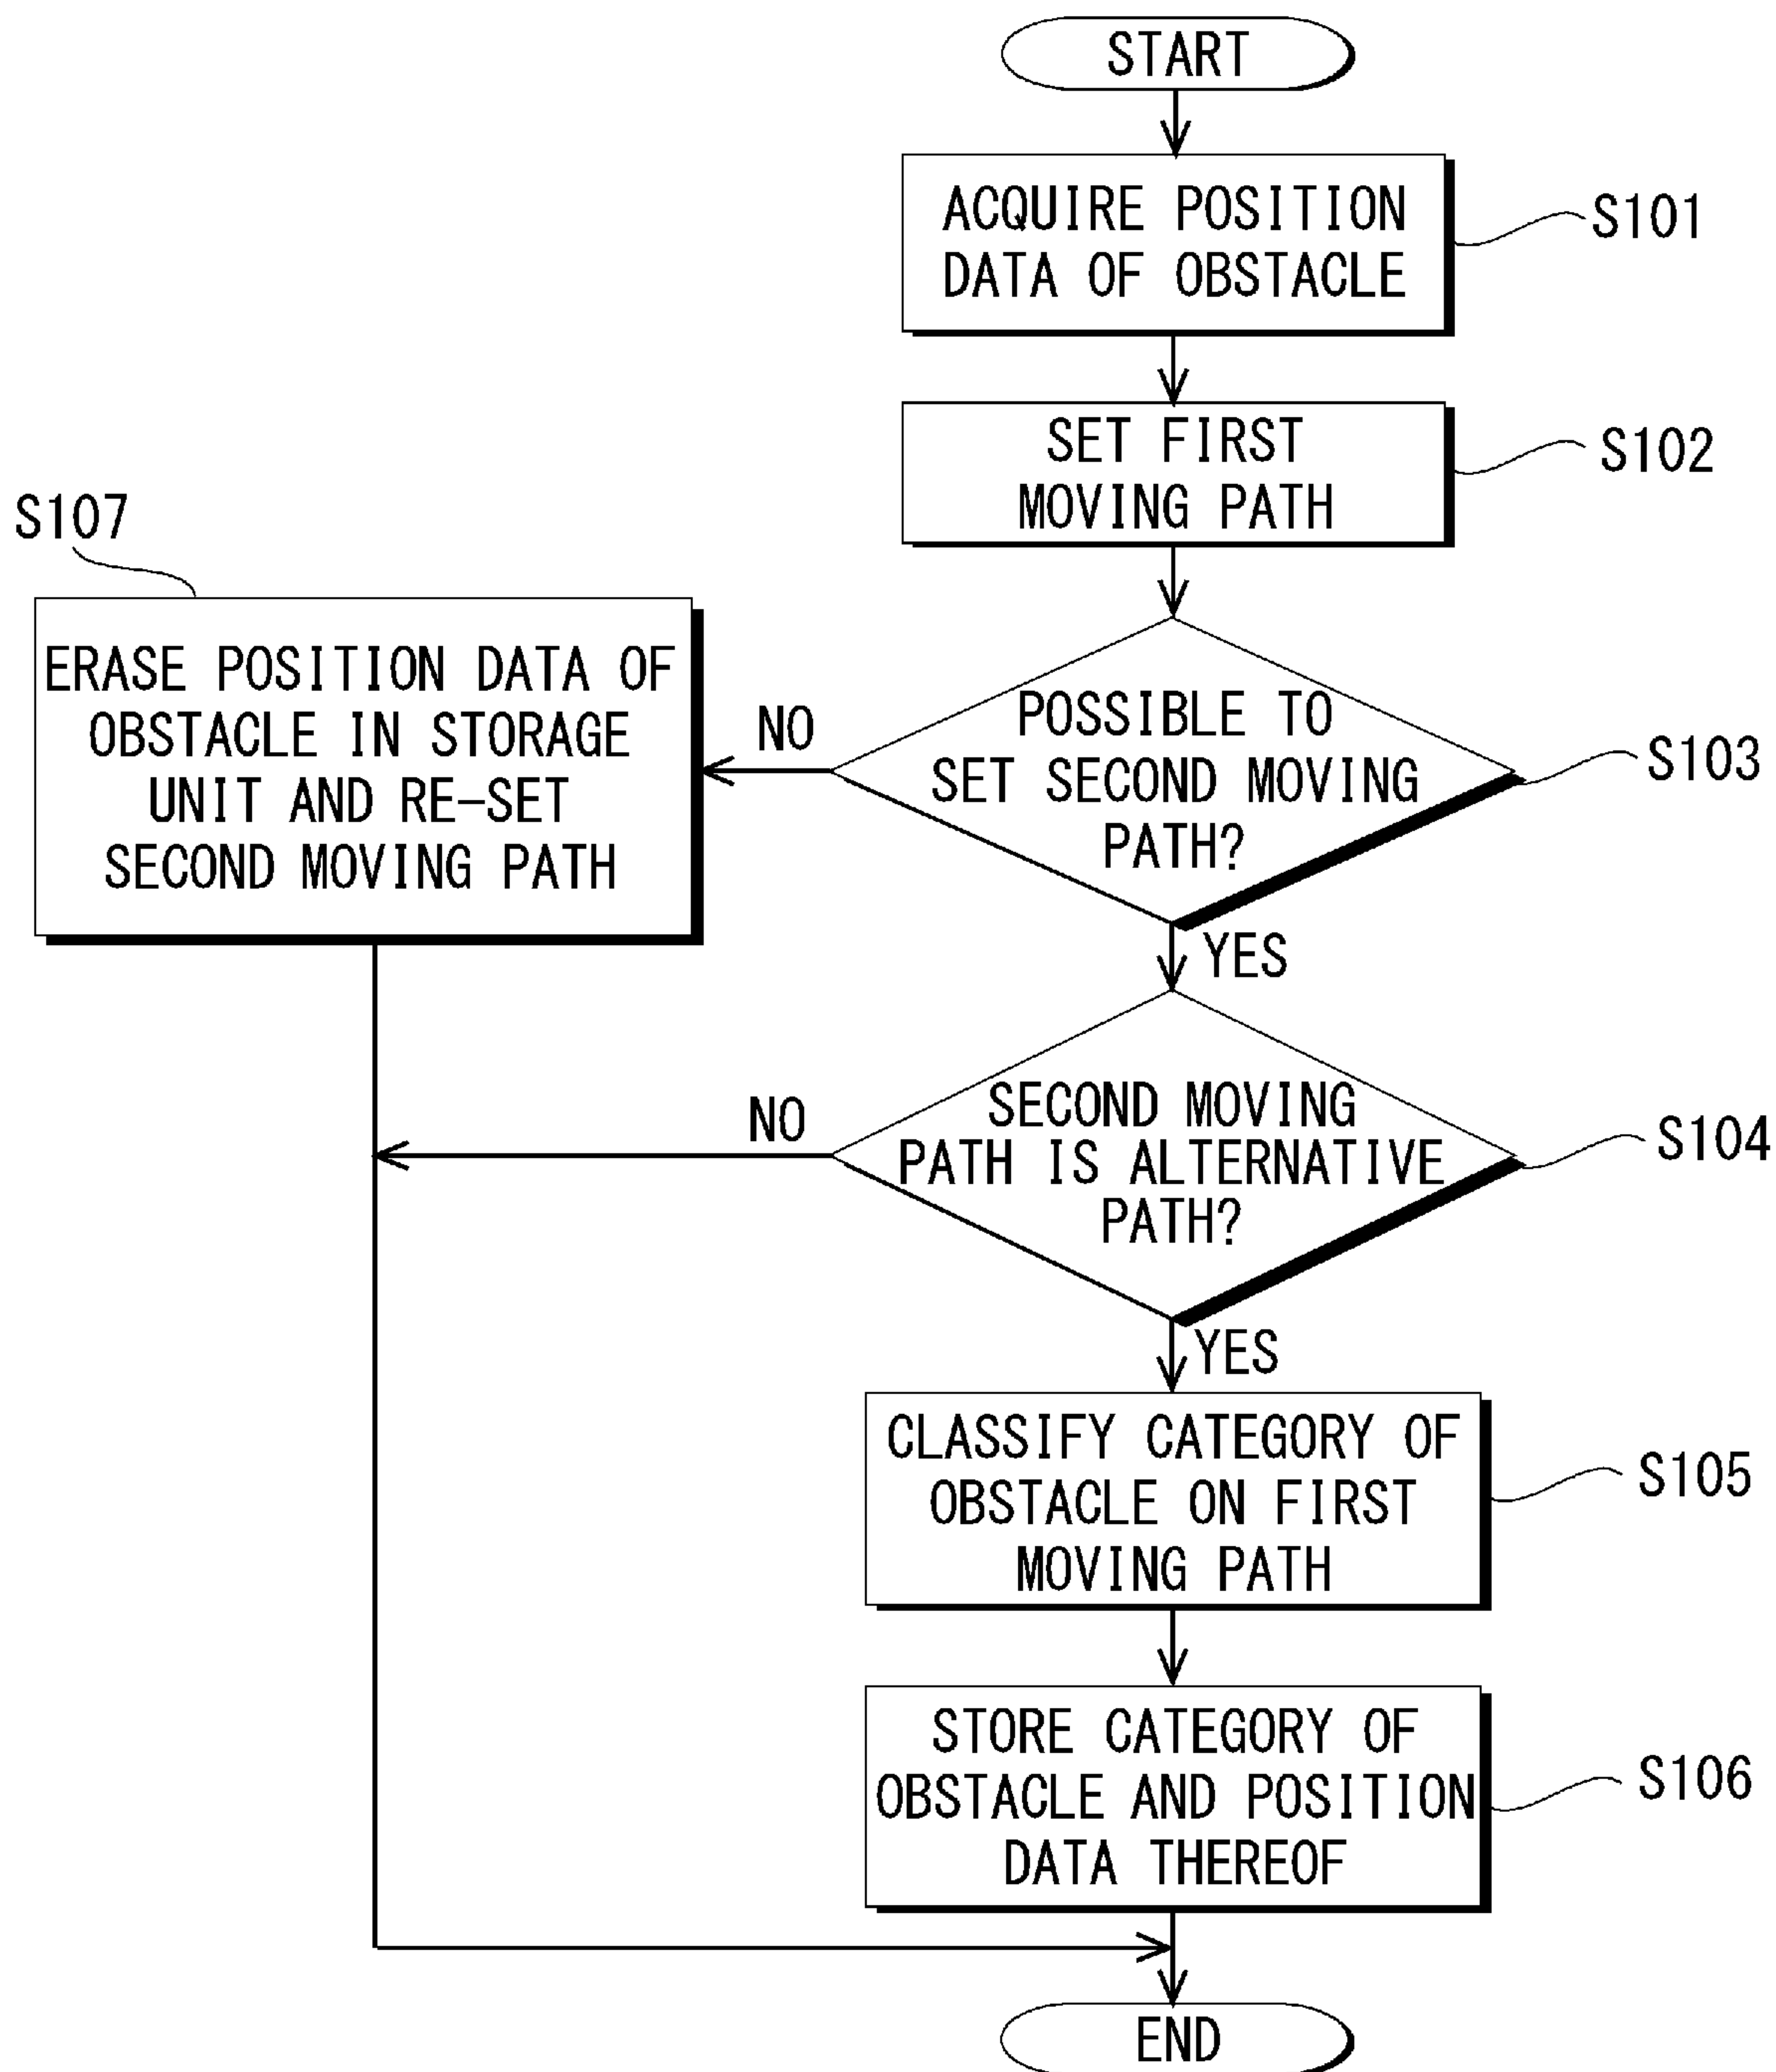 START
ACQUIRE POSITION
DATA OF OBSTACLE
S101
SET FIRST
MOVING PATH
S102
S107
ERASE POSITION DATA OF
OBSTACLE IN STORAGE
UNIT AND RE-SET
SECOND MOVING PATH
NO
POSSIBLE TO
SET SECOND MOVING
PATH?
S103
YES
NO
SECOND MOVING
PATH IS ALTERNATIVE
PATH?
S104
YES
CLASSIFY CATEGORY OF
OBSTACLE ON FIRST
MOVING PATH
S105
STORE CATEGORY OF
OBSTACLE AND POSITION
DATA THEREOF
S106
END